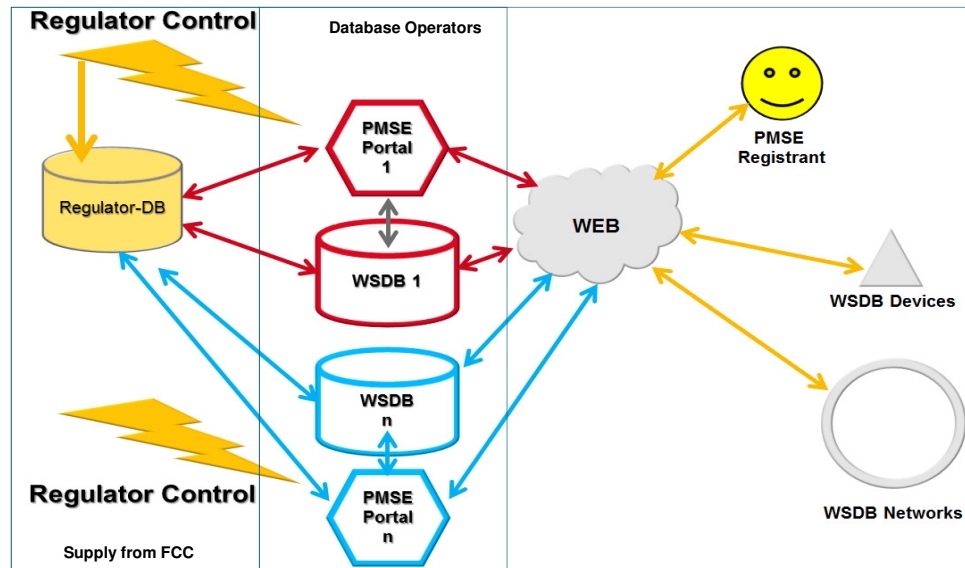 Regulator Control
Database Operators
PMSE
Portal
1
PMSE
Registrant
Regulator-DB
WEB
WSDB 1
WSDB Devices
WSDB
n
Regulator Control
PMSE
Portal
n
WSDB Networks
Supply from FCC